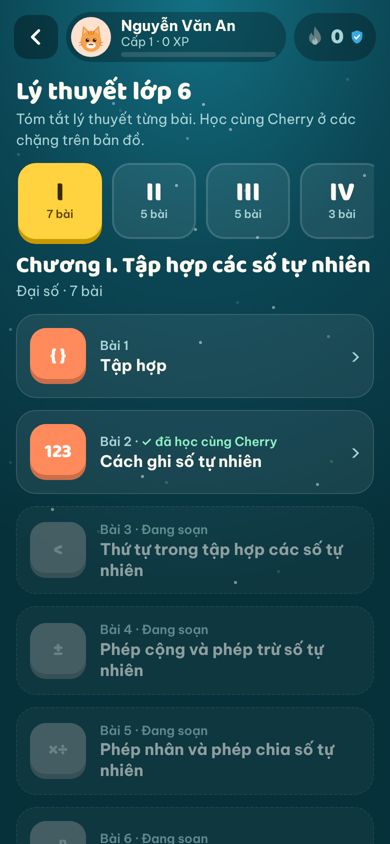 Nguyễn Văn An
Cấp 1 · 0 XP
0
Lý thuyết lớp 6
Tóm tắt lý thuyết từng bài. Học cùng Cherry ở các
chặng trên bản đồ.
I
7 bài
II
5 bài
III
5 bài
IV
3 bài
Chương I. Tập hợp các số tự nhiên
Đại số · 7 bài
{ }
Bài 1
Tập hợp
123
Bài 2 · ✓ đã học cùng Cherry
Cách ghi số tự nhiên
<
Bài 3 · Đang soạn
Thứ tự trong tập hợp các số tự
nhiên
±
Bài 4 · Đang soạn
Phép cộng và phép trừ số tự
nhiên
×÷
Bài 5 · Đang soạn
Phép nhân và phép chia số tự
nhiên
Bài 6 · Đang soạn